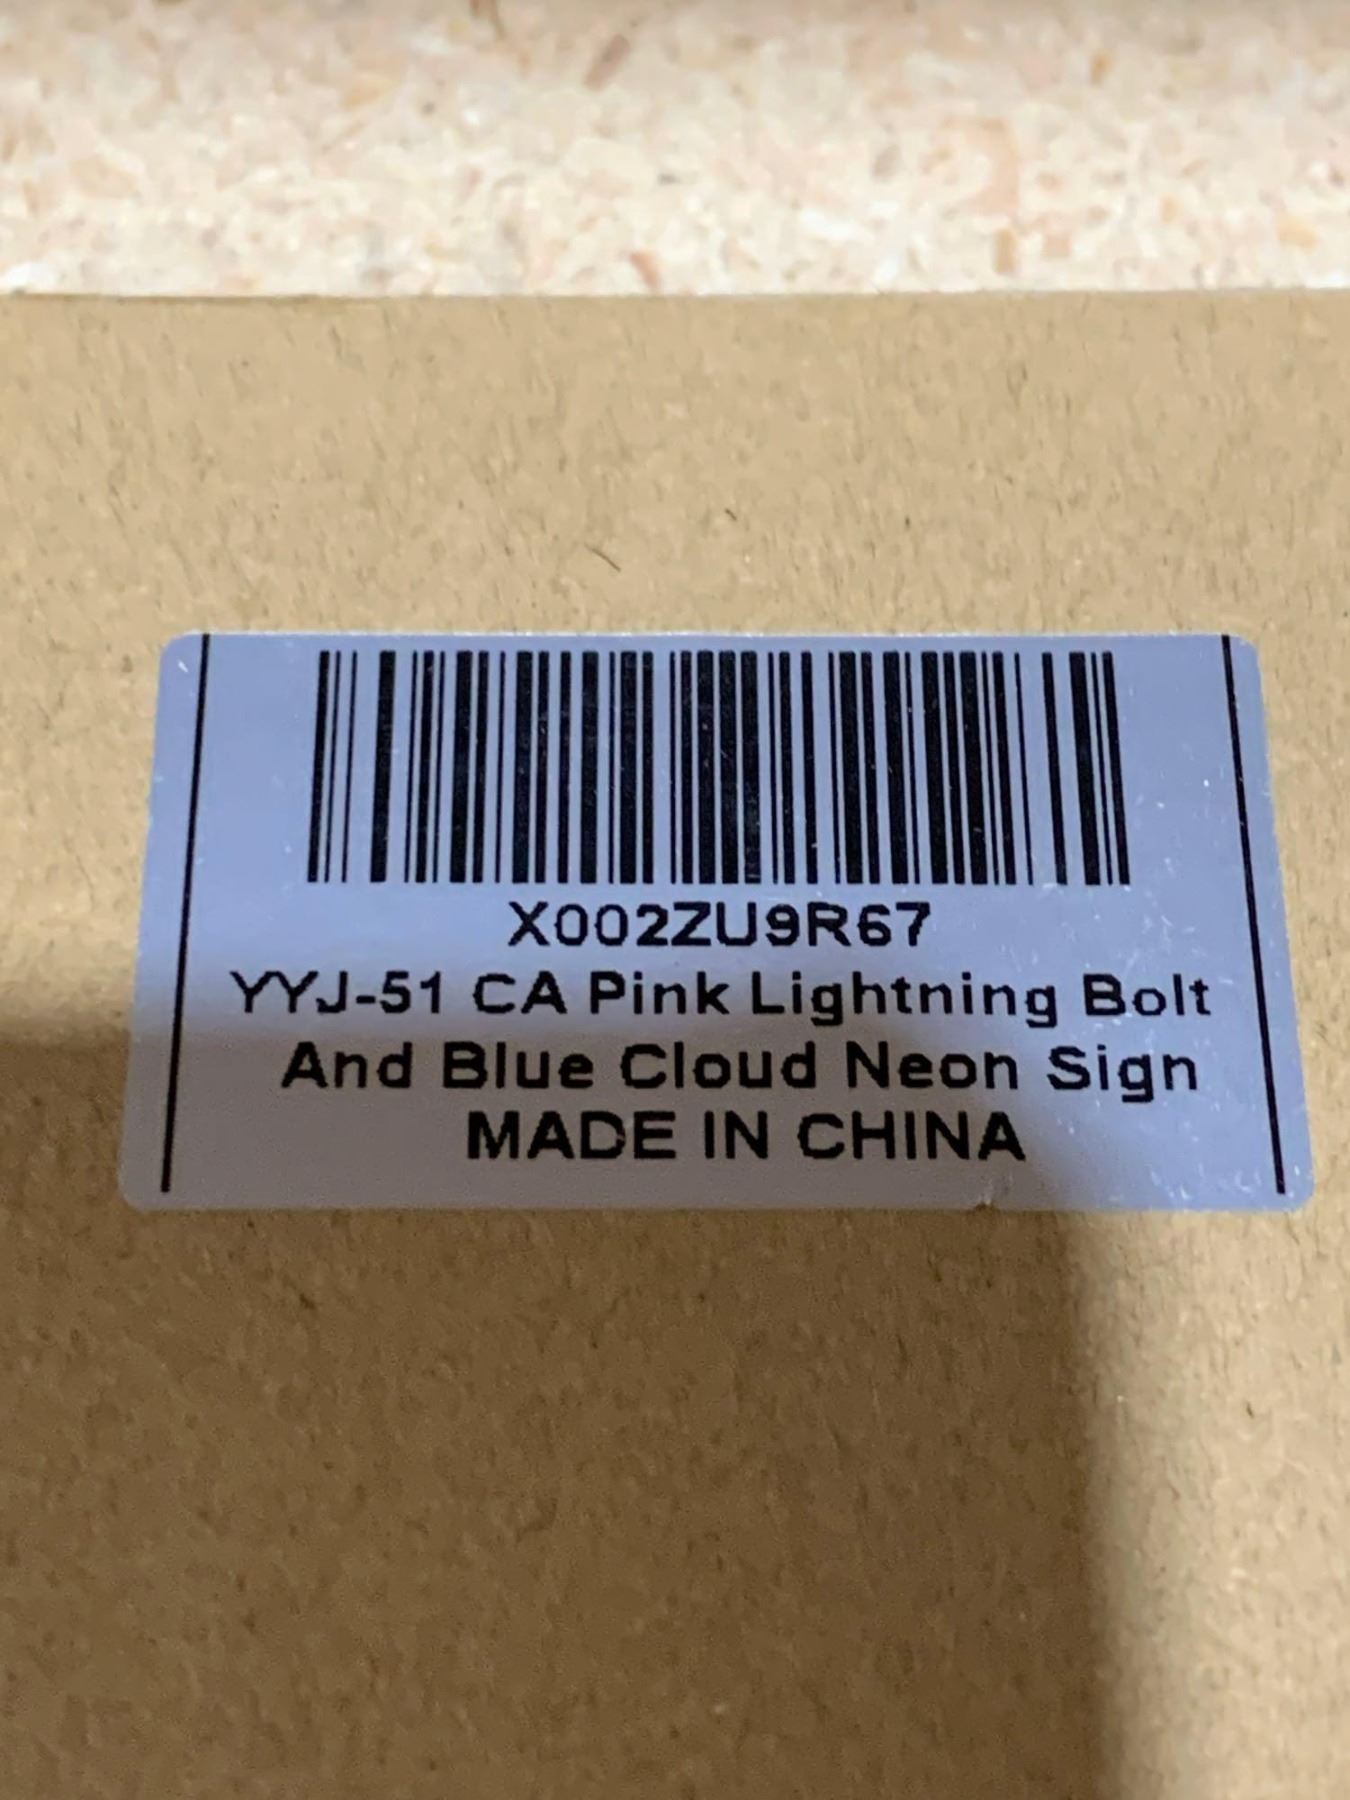 X002ZU9R67
YYJ-51 CA Pink Lightning Bolt
And Blue Cloud Neon Sign
MADE IN CHINA